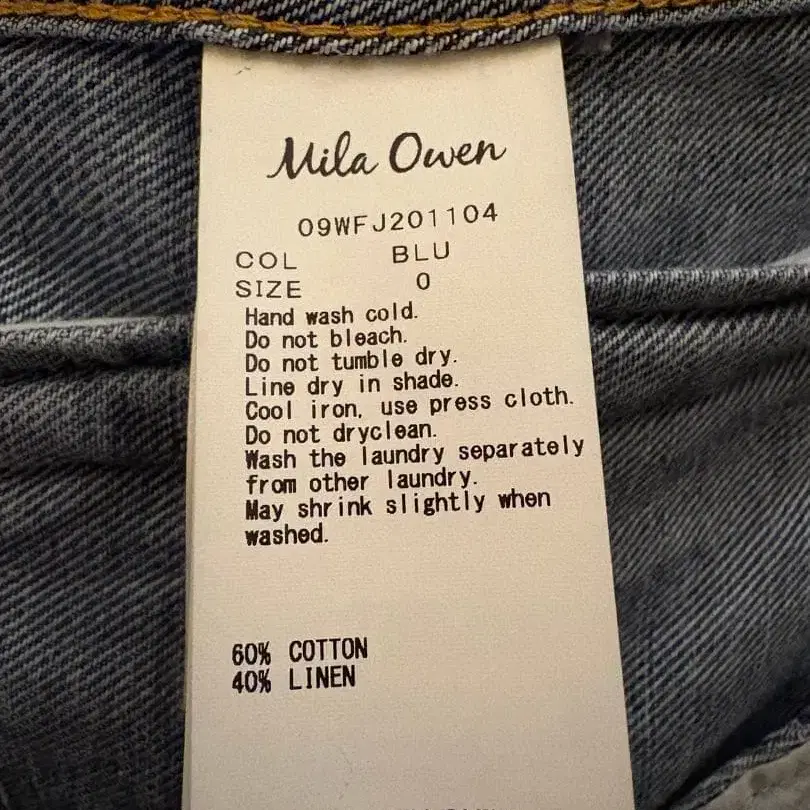 Mila Owen
09WFJ201104
COL BLU
SIZE 0
Hand wash cold.
Do not bleach.
Do not tumble dry.
Line dry in shade.
Cool iron, use press cloth.
Do not dryclean.
Wash the laundry separately
from other laundry.
May shrink slightly when
washed.
60% COTTON
40% LINEN